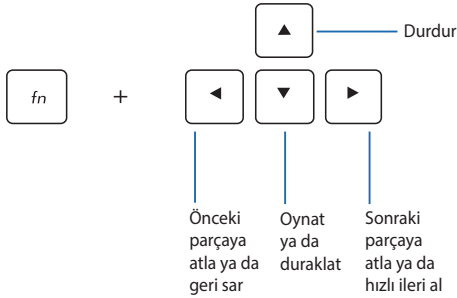 Durdur
fn +
Önceki
parçaya
atla ya da
geri sar
Oynat
ya da
duraklat
Sonraki
parçaya
atla ya da
hızlı ileri al